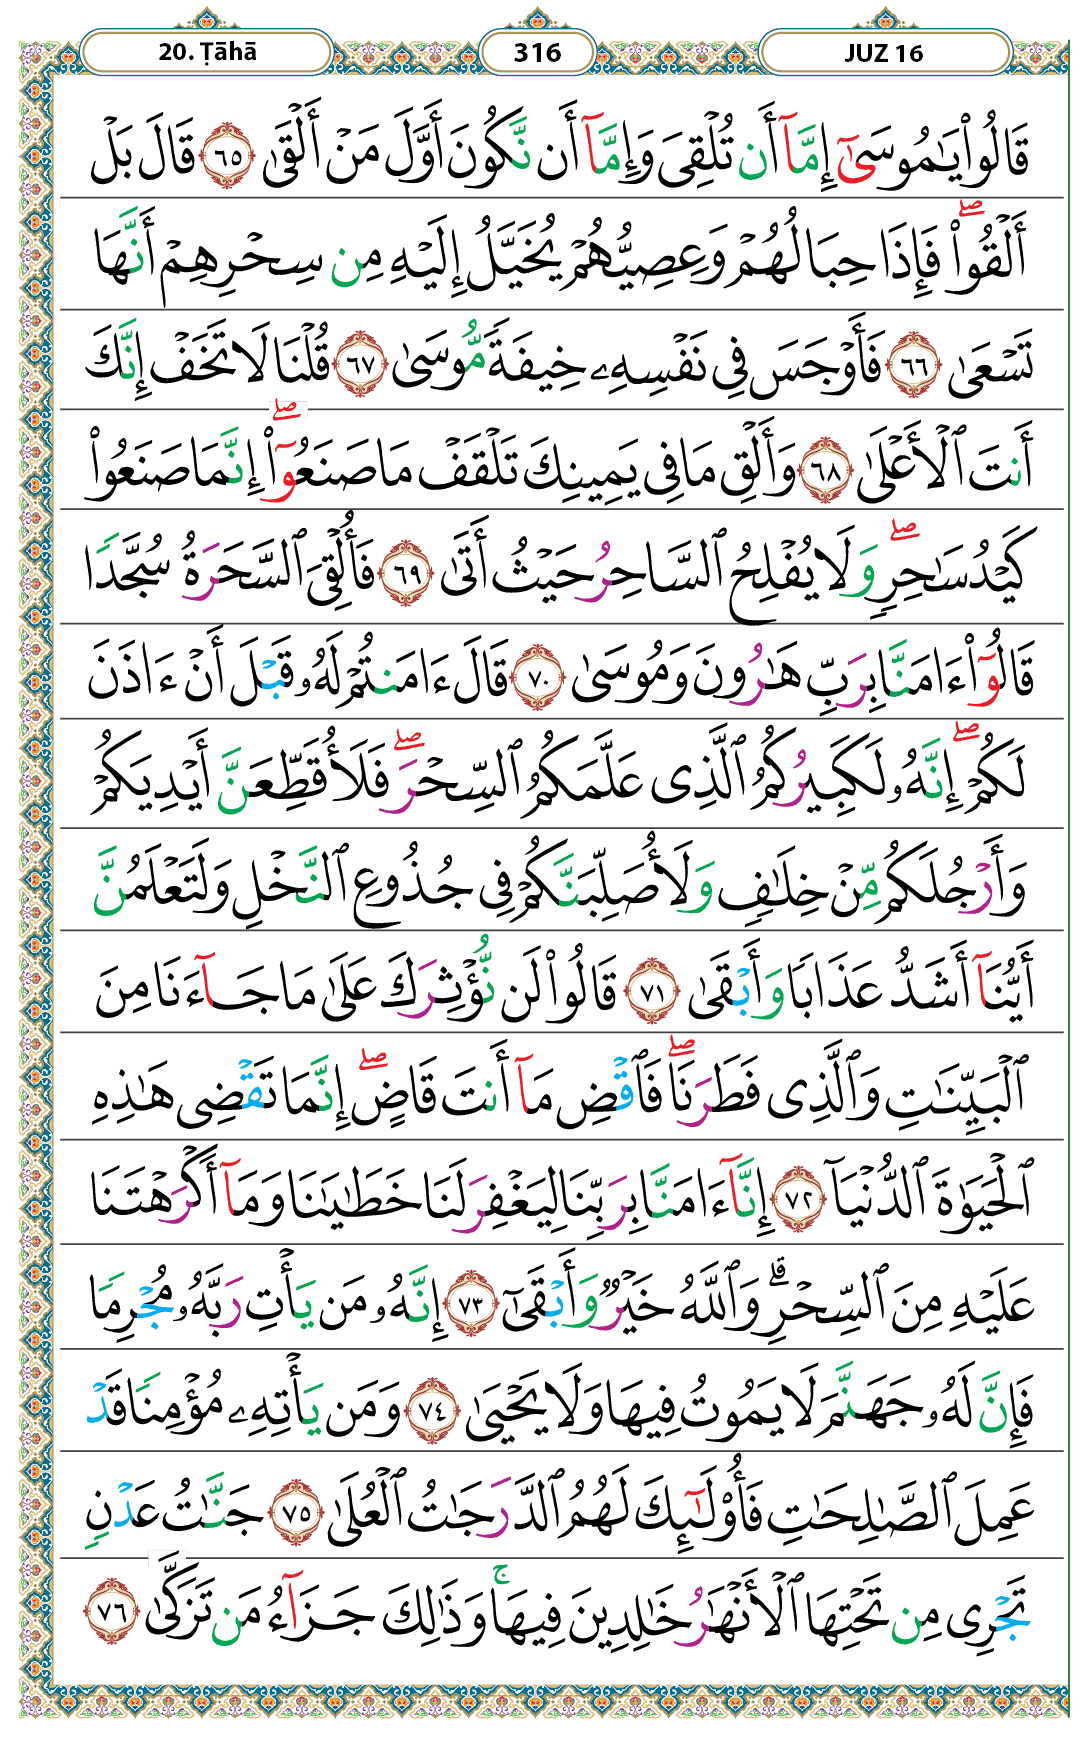 20. Ṭāhā 316 JUZ 16
قَالُوا۟ يَـٰمُوسَىٰٓ إِمَّآ أَن تُلْقِىَ وَإِمَّآ أَن نَّكُونَ أَوَّلَ مَنْ أَلْقَىٰ ٦٥ قَالَ بَلْ
أَلْقُوا۟ ۖ فَإِذَا حِبَالُهُمْ وَعِصِيُّهُمْ يُخَيَّلُ إِلَيْهِ مِن سِحْرِهِمْ أَنَّهَا
تَسْعَىٰ ٦٦ فَأَوْجَسَ فِى نَفْسِهِۦ خِيفَةً مُّوسَىٰ ٦٧ قُلْنَا لَا تَخَفْ إِنَّكَ
أَنتَ ٱلْأَعْلَىٰ ٦٨ وَأَلْقِ مَا فِى يَمِينِكَ تَلْقَفْ مَا صَنَعُوٓا۟ ۖ إِنَّمَا صَنَعُوا۟
كَيْدُ سَـٰحِرٍ ۖ وَلَا يُفْلِحُ ٱلسَّاحِرُ حَيْثُ أَتَىٰ ٦٩ فَأُلْقِىَ ٱلسَّحَرَةُ سُجَّدًا
قَالُوٓا۟ ءَامَنَّا بِرَبِّ هَـٰرُونَ وَمُوسَىٰ ٧٠ قَالَ ءَامَنتُمْ لَهُۥ قَبْلَ أَنْ ءَاذَنَ
لَكُمْ ۖ إِنَّهُۥ لَكَبِيرُكُمُ ٱلَّذِى عَلَّمَكُمُ ٱلسِّحْرَ ۖ فَلَأُقَطِّعَنَّ أَيْدِيَكُمْ
وَأَرْجُلَكُم مِّنْ خِلَـٰفٍ وَلَأُصَلِّبَنَّكُمْ فِى جُذُوعِ ٱلنَّخْلِ وَلَتَعْلَمُنَّ
أَيُّنَآ أَشَدُّ عَذَابًا وَأَبْقَىٰ ٧١ قَالُوا۟ لَن نُّؤْثِرَكَ عَلَىٰ مَا جَآءَنَا مِنَ
ٱلْبَيِّنَـٰتِ وَٱلَّذِى فَطَرَنَا ۖ فَٱقْضِ مَآ أَنتَ قَاضٍ ۖ إِنَّمَا تَقْضِى هَـٰذِهِ
ٱلْحَيَوٰةَ ٱلدُّنْيَآ ٧٢ إِنَّآ ءَامَنَّا بِرَبِّنَا لِيَغْفِرَ لَنَا خَطَـٰيَـٰنَا وَمَآ أَكْرَهْتَنَا
عَلَيْهِ مِنَ ٱلسِّحْرِ ۗ وَٱللَّهُ خَيْرٌ وَأَبْقَىٰٓ ٧٣ إِنَّهُۥ مَن يَأْتِ رَبَّهُۥ مُجْرِمًا
فَإِنَّ لَهُۥ جَهَنَّمَ لَا يَمُوتُ فِيهَا وَلَا يَحْيَىٰ ٧٤ وَمَن يَأْتِهِۦ مُؤْمِنًا قَدْ
عَمِلَ ٱلصَّـٰلِحَـٰتِ فَأُو۟لَـٰٓئِكَ لَهُمُ ٱلدَّرَجَـٰتُ ٱلْعُلَىٰ ٧٥ جَنَّـٰتُ عَدْنٍ
تَجْرِى مِن تَحْتِهَا ٱلْأَنْهَـٰرُ خَـٰلِدِينَ فِيهَا ۚ وَذَٰلِكَ جَزَآءُ مَن تَزَكَّىٰ ٧٦